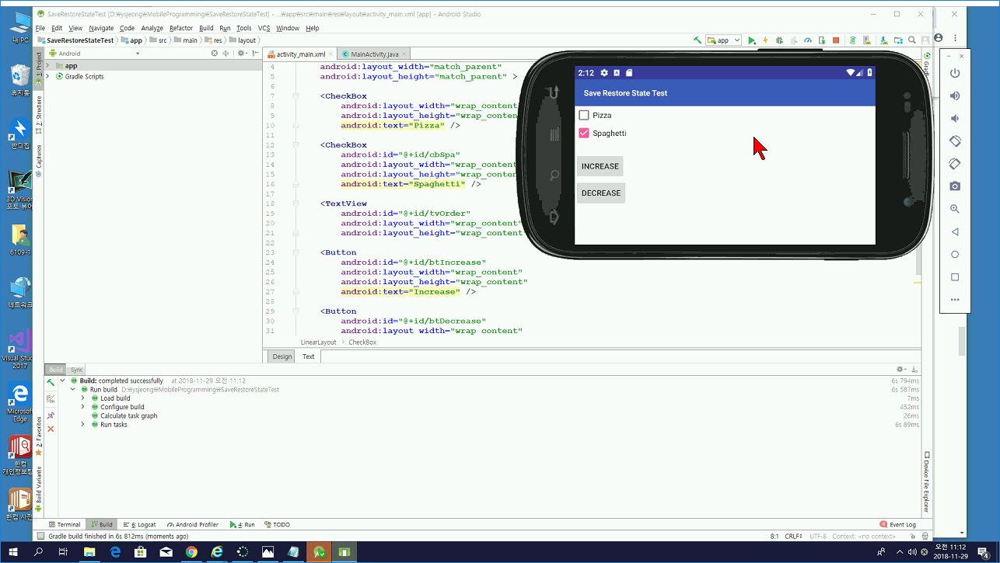 SaveRestoreStateTest [D:₩ysjeong₩MobileProgramming₩SaveRestoreStateTest] - ...₩app₩src₩main₩res₩layout₩activity_main.xml [app] - Android Studio
File Edit View Navigate Code Analyze Refactor Build Run Tools VCS Window Help
SaveRestoreStateTest app src main res layout
app
Android
activity_main.xml
MainActivity.java
app
Gradle Scripts
1: Project
7: Structure
Captures
2: Favorites
Build Variants
4 android:layout_width="match_parent"
5 android:layout_height="match_parent" >
6
7 <CheckBox
8 android:layout_width="wrap_content
9 android:layout_height="wrap_conten
10 android:text="Pizza" />
11
12 <CheckBox
13 android:id="@+id/cbSpa"
14 android:layout_width="wrap_content
15 android:layout_height="wrap_conten
16 android:text="Spaghetti" />
17
18 <TextView
19 android:id="@+id/tvOrder"
20 android:layout_width="wrap_content
21 android:layout_height="wrap_content"
22
23 <Button
24 android:id="@+id/btIncrease"
25 android:layout_width="wrap_content"
26 android:layout_height="wrap_content"
27 android:text="Increase" />
28
29 <Button
30 android:id="@+id/btDecrease"
31 android:layout_width="wrap_content"
LinearLayout CheckBox
Design Text
2:12
Save Restore State Test
Pizza
Spaghetti
INCREASE
DECREASE
Build Sync
Build: completed successfully at 2018-11-29 오전 11:12 6s 794ms
Run build D:₩ysjeong₩MobileProgramming₩SaveRestoreStateTest 6s 587ms
Load build 7ms
Configure build 452ms
Calculate task graph 26ms
Run tasks 6s 89ms
Device File Explorer
Terminal Build 6: Logcat Android Profiler 4: Run TODO Event Log
Gradle build finished in 6s 812ms (moments ago) 8:1 CRLF UTF-8 Context: <no context>
내 PC
휴지통
반디집
3D Vision
포토 뷰어
6109-1
네트워크
Visual Stud
2017
Microsoft
Edge
한컴
개인정보탐
한컴 사전
오전 11:12
2018-11-29
4